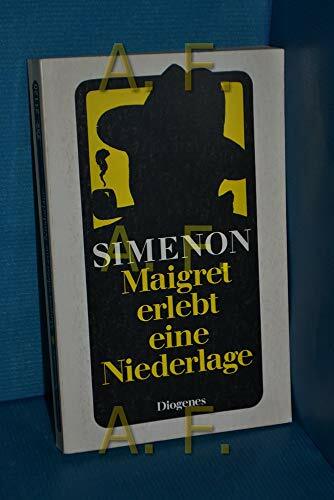 A. F.
SIMENON
Maigret
A. F.
erlebt
eine
Niederlage
Diogenes
A. F.